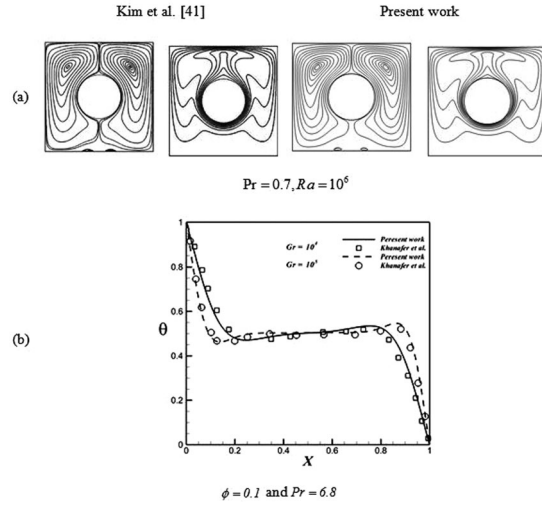 Kim et al. [41] Present work
(a)
Pr = 0.7, Ra = 10⁶
(b)
Peresent work
Gr = 10⁴ Khanafer et al.
Peresent work
Gr = 10⁵ Khanafer et al.
θ
1
0.8
0.6
0.4
0.2
0
0 0.2 0.4 0.6 0.8 1
X
ϕ = 0.1 and Pr = 6.8